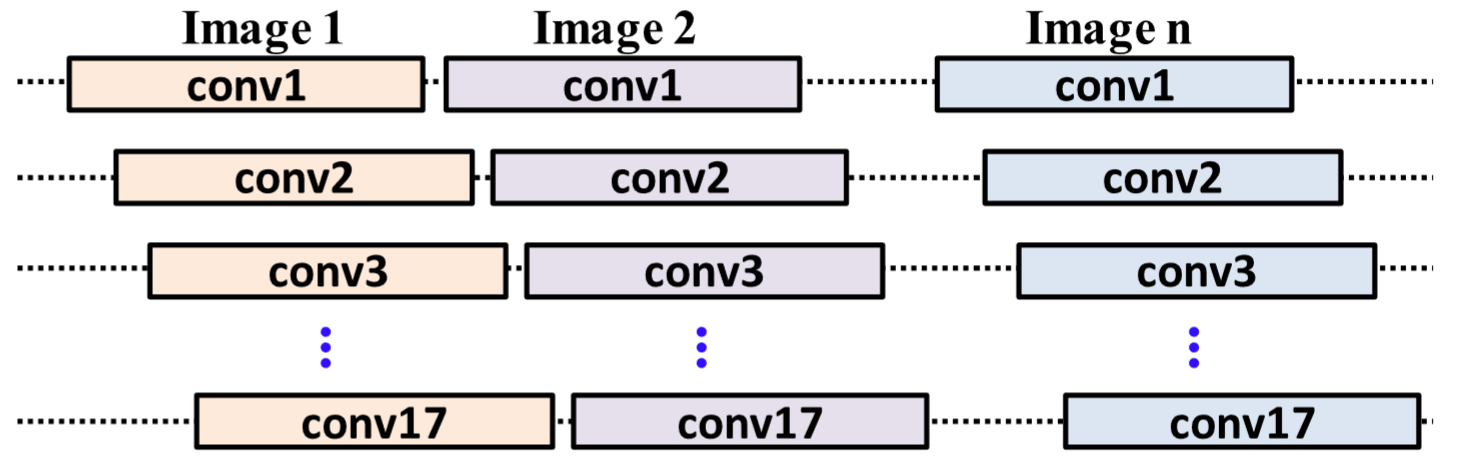 Image 1 Image 2 Image n
conv1 conv1 conv1
conv2 conv2 conv2
conv3 conv3 conv3
conv17 conv17 conv17